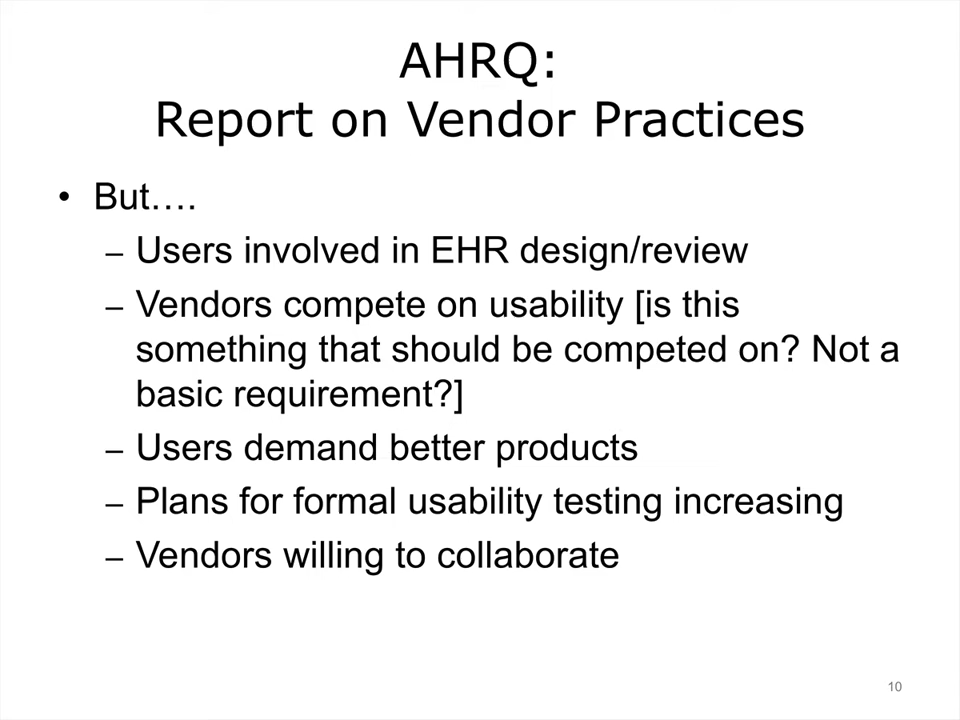 AHRQ:
Report on Vendor Practices
• But….
– Users involved in EHR design/review
– Vendors compete on usability [is this
something that should be competed on? Not a
basic requirement?]
– Users demand better products
– Plans for formal usability testing increasing
– Vendors willing to collaborate
10